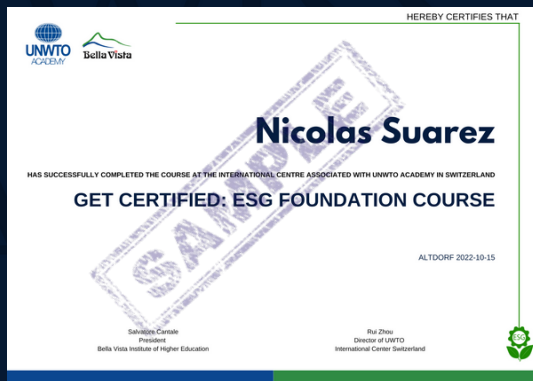 HEREBY CERTIFIES THAT
UNWTO
ACADEMY
Bella Vista
Nicolas Suarez
HAS SUCCESSFULLY COMPLETED THE COURSE AT THE INTERNATIONAL CENTRE ASSOCIATED WITH UNWTO ACADEMY IN SWITZERLAND
GET CERTIFIED: ESG FOUNDATION COURSE
SAMPLE
ALTDORF 2022-10-15
Salvatore Cantale
President
Bella Vista Institute of Higher Education
Rui Zhou
Director of UWTO
International Center Switzerland
ESG